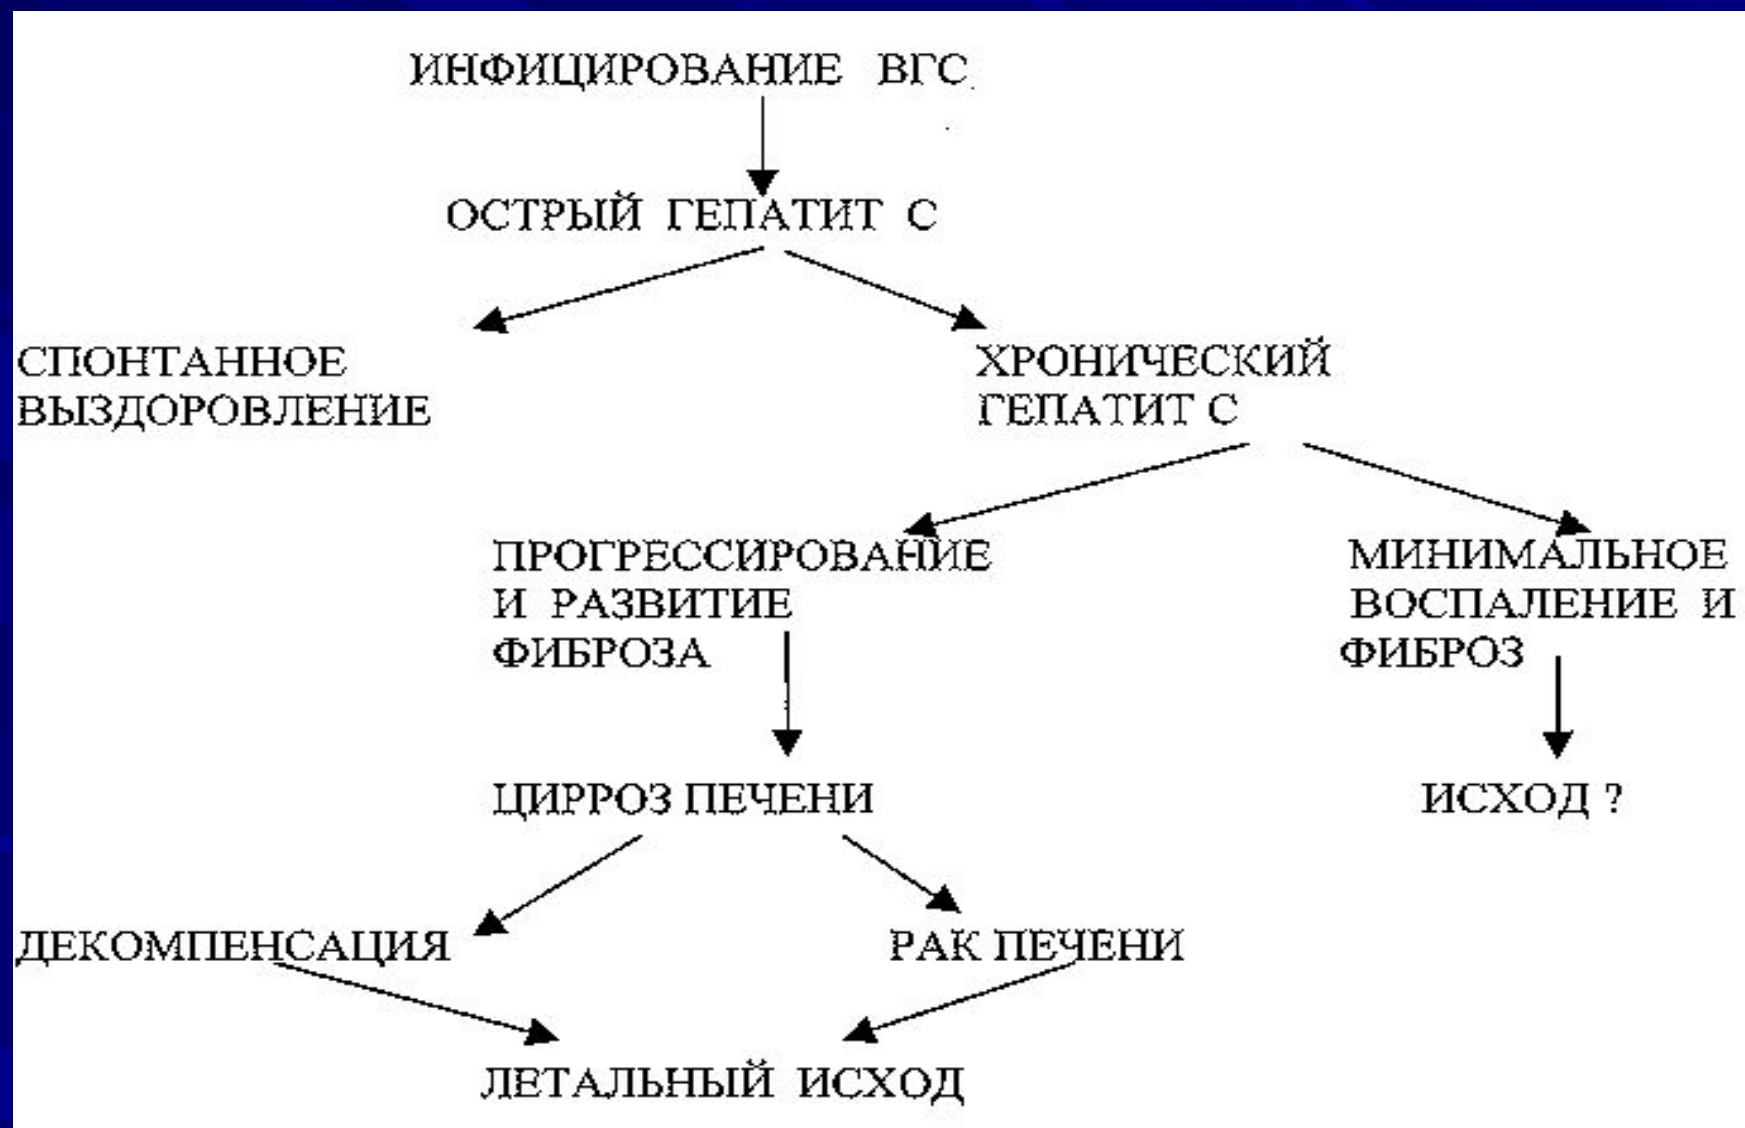 ИНФИЦИРОВАНИЕ ВГС
ОСТРЫЙ ГЕПАТИТ С
СПОНТАННОЕ
ВЫЗДОРОВЛЕНИЕ
ХРОНИЧЕСКИЙ
ГЕПАТИТ С
ПРОГРЕССИРОВАНИЕ
И РАЗВИТИЕ
ФИБРОЗА
МИНИМАЛЬНОЕ
ВОСПАЛЕНИЕ И
ФИБРОЗ
ЦИРРОЗ ПЕЧЕНИ
ИСХОД ?
ДЕКОМПЕНСАЦИЯ
РАК ПЕЧЕНИ
ЛЕТАЛЬНЫЙ ИСХОД